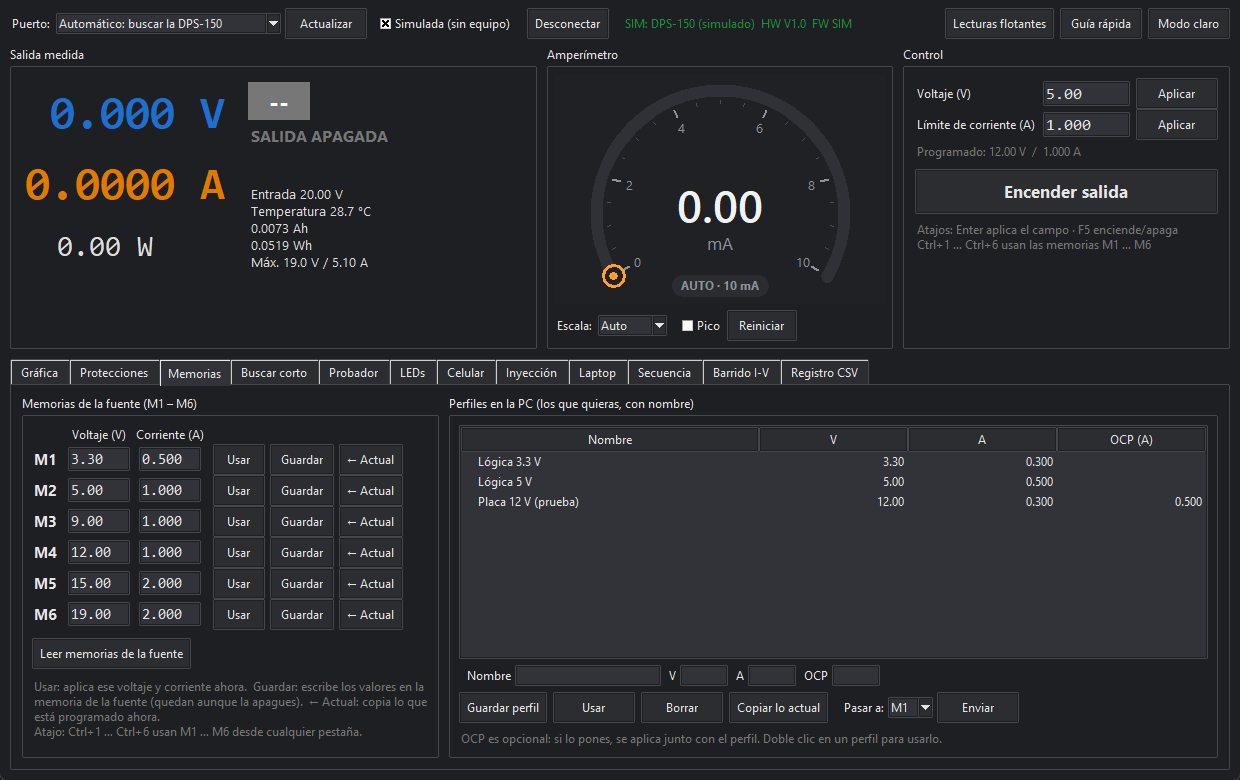 Puerto: Automático: buscar la DPS-150 Actualizar Simulada (sin equipo) Desconectar SIM: DPS-150 (simulado) HW V1.0 FW SIM Lecturas flotantes Guía rápida Modo claro
Salida medida
0.000 V
--
SALIDA APAGADA
0.0000 A
0.00 W
Entrada 20.00 V
Temperatura 28.7 °C
0.0073 Ah
0.0519 Wh
Máx. 19.0 V / 5.10 A
Amperímetro
0
2
4
6
8
10
0.00
mA
AUTO · 10 mA
Escala: Auto Pico Reiniciar
Control
Voltaje (V) 5.00 Aplicar
Límite de corriente (A) 1.000 Aplicar
Programado: 12.00 V / 1.000 A
Encender salida
Atajos: Enter aplica el campo · F5 enciende/apaga
Ctrl+1 ... Ctrl+6 usan las memorias M1 ... M6
Gráfica Protecciones Memorias Buscar corto Probador LEDs Celular Inyección Laptop Secuencia Barrido I-V Registro CSV
Memorias de la fuente (M1 – M6)
Voltaje (V) Corriente (A)
M1 3.30 0.500 Usar Guardar ← Actual
M2 5.00 1.000 Usar Guardar ← Actual
M3 9.00 1.000 Usar Guardar ← Actual
M4 12.00 1.000 Usar Guardar ← Actual
M5 15.00 2.000 Usar Guardar ← Actual
M6 19.00 2.000 Usar Guardar ← Actual
Leer memorias de la fuente
Usar: aplica ese voltaje y corriente ahora. Guardar: escribe los valores en la
memoria de la fuente (quedan aunque la apagues). ← Actual: copia lo que
está programado ahora.
Atajo: Ctrl+1 ... Ctrl+6 usan M1 ... M6 desde cualquier pestaña.
Perfiles en la PC (los que quieras, con nombre)
Nombre V A OCP (A)
Lógica 3.3 V 3.30 0.300
Lógica 5 V 5.00 0.500
Placa 12 V (prueba) 12.00 0.300 0.500
Nombre V A OCP
Guardar perfil Usar Borrar Copiar lo actual Pasar a: M1 Enviar
OCP es opcional: si lo pones, se aplica junto con el perfil. Doble clic en un perfil para usarlo.